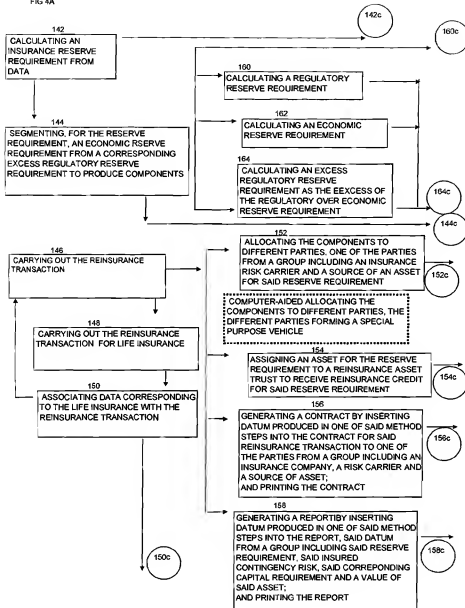 FIG 4A
142
CALCULATING AN
INSURANCE RESERVE
REQUIREMENT FROM
DATA
142c
160c
160
CALCULATING A REGULATORY
RESERVE REQUIREMENT
162
CALCULATING AN ECONOMIC
RESERVE REQUIREMENT
144
SEGMENTING, FOR THE RESERVE
REQUIREMENT, AN ECONOMIC RSERVE
REQUIREMENT FROM A CORRESPONDING
EXCESS REGULATORY RESERVE
REQUIREMENT TO PRODUCE COMPONENTS
164
CALCULATING AN EXCESS
REGULATORY RESERVE
REQUIREMENT AS THE EEXCESS OF
THE REGULATORY OVER ECONOMIC
RESERVE REQUIREMENT
164c
144c
146
CARRYING OUT THE REINSURANCE
TRANSACTION
152
ALLOCATING THE COMPONENTS TO
DIFFERENT PARTIES, ONE OF THE PARTIES
FROM A GROUP INCLUDING AN INSURANCE
RISK CARRIER AND A SOURCE OF AN ASSET
FOR SAID RESERVE REQUIREMENT
152c
COMPUTER-AIDED ALLOCATING THE
COMPONENTS TO DIFFERENT PARTIES, THE
DIFFERENT PARTIES FORMING A SPECIAL
PURPOSE VEHICLE
148
CARRYING OUT THE REINSURANCE
TRANSACTION FOR LIFE INSURANCE
154
ASSIGNING AN ASSET FOR THE RESERVE
REQUIREMENT TO A REINSURANCE ASSET
TRUST TO RECEIVE REINSURANCE CREDIT
FOR SAID RESERVE REQUIREMENT
154c
150
ASSOCIATING DATA CORRESPONDING
TO THE LIFE INSURANCE WITH THE
REINSURANCE TRANSACTION
156
GENERATING A CONTRACT BY INSERTING
DATUM PRODUCED IN ONE OF SAID METHOD
STEPS INTO THE CONTRACT FOR SAID
REINSURANCE TRANSACTION TO ONE OF
THE PARTIES FROM A GROUP INCLUDING AN
INSURANCE COMPANY, A RISK CARRIER AND
A SOURCE OF ASSET;
AND PRINTING THE CONTRACT
156c
158
GENERATING A REPORTBY INSERTING
DATUM PRODUCED IN ONE OF SAID METHOD
STEPS INTO THE REPORT, SAID DATUM
FROM A GROUP INCLUDING SAID RESERVE
REQUIREMENT, SAID INSURED
CONTINGENCY RISK, SAID CORREPONDING
CAPITAL REQUIREMENT AND A VALUE OF
SAID ASSET;
AND PRINTING THE REPORT
158c
150c